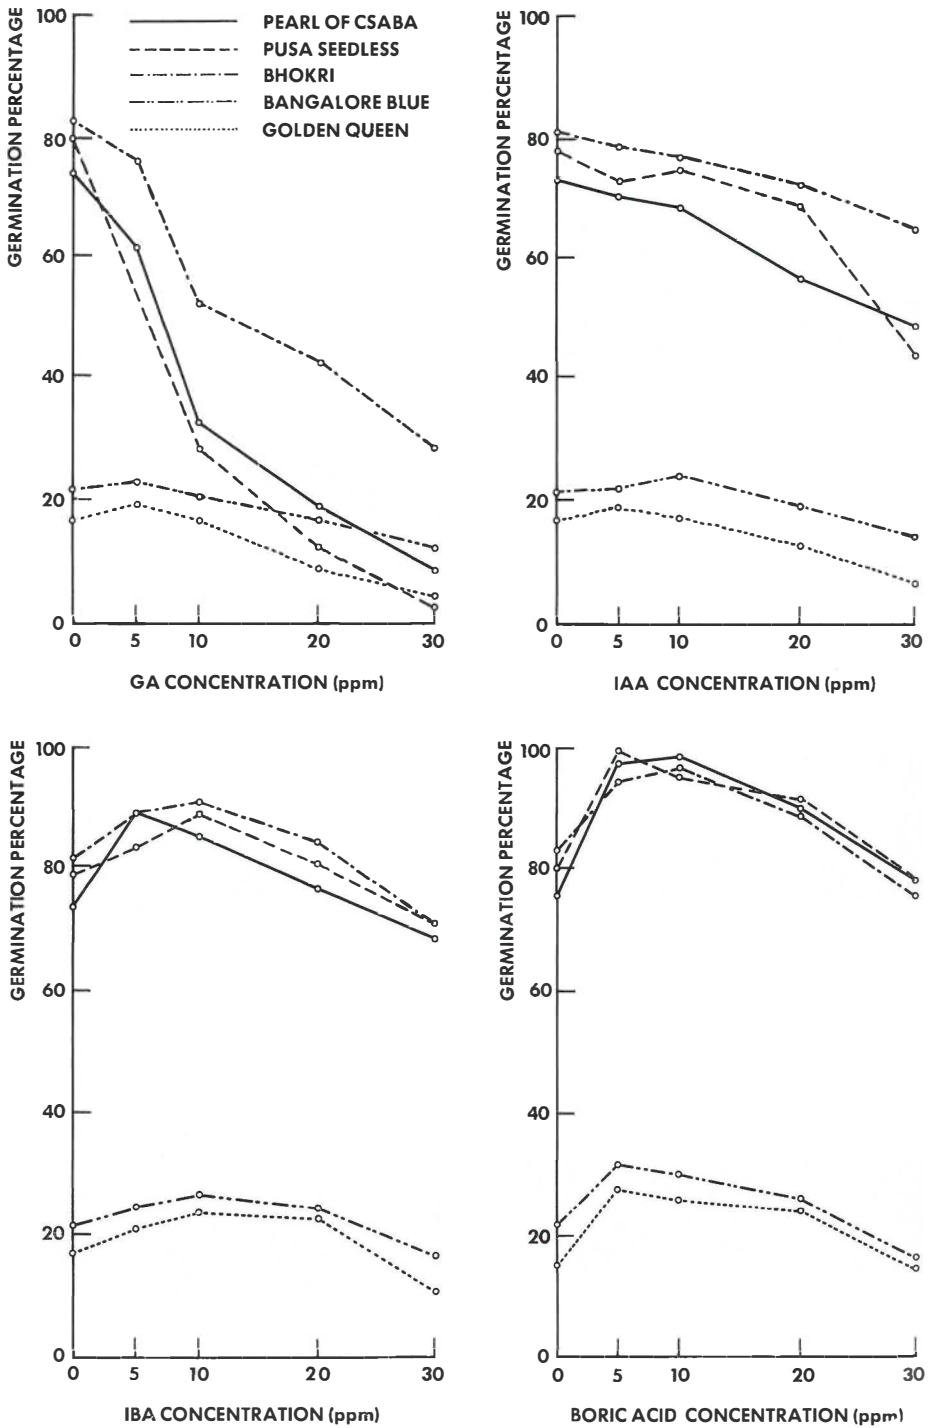 GERMINATION PERCENTAGE
100
80
60
40
20
0
PEARL OF CSABA
PUSA SEEDLESS
BHOKRI
BANGALORE BLUE
GOLDEN QUEEN
0 5 10 20 30
GA CONCENTRATION (ppm)
GERMINATION PERCENTAGE
100
80
60
40
20
0
0 5 10 20 30
IAA CONCENTRATION (ppm)
GERMINATION PERCENTAGE
100
80
60
40
20
0
0 5 10 20 30
IBA CONCENTRATION (ppm)
GERMINATION PERCENTAGE
100
80
60
40
20
0
0 5 10 20 30
BORIC ACID CONCENTRATION (ppm)